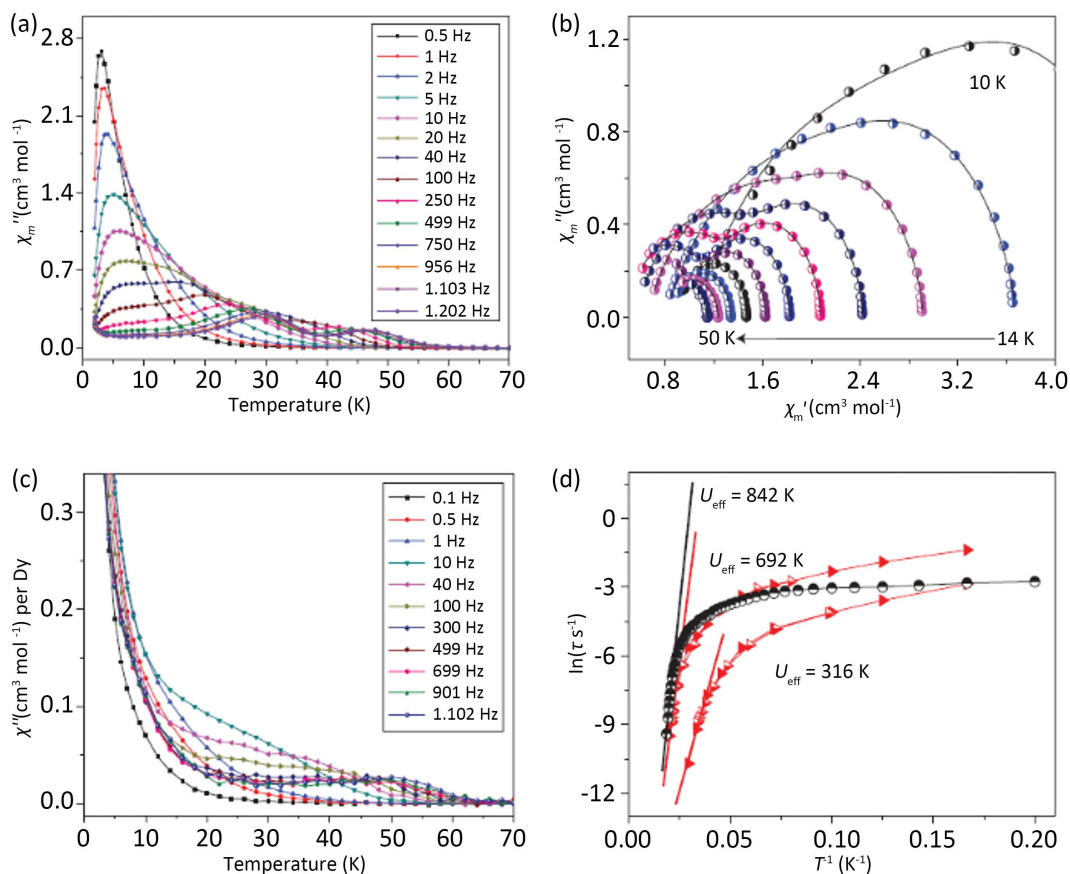 (a)
χm″(cm3 mol -1)
2.8
2.1
1.4
0.7
0.0
0 10 20 30 40 50 60 70
Temperature (K)
0.5 Hz
1 Hz
2 Hz
5 Hz
10 Hz
20 Hz
40 Hz
100 Hz
250 Hz
499 Hz
750 Hz
956 Hz
1.103 Hz
1.202 Hz
(b)
χm″(cm3 mol -1)
1.2
0.8
0.4
0.0
10 K
50 K 14 K
0.8 1.6 2.4 3.2 4.0
χm′(cm3 mol-1)
(c)
χ″(cm3 mol-1) per Dy
0.3
0.2
0.1
0.0
0 10 20 30 40 50 60 70
Temperature (K)
0.1 Hz
0.5 Hz
1 Hz
10 Hz
40 Hz
100 Hz
300 Hz
499 Hz
699 Hz
901 Hz
1.102 Hz
(d)
ln(τ s-1)
0
-3
-6
-9
-12
Ueff = 842 K
Ueff = 692 K
Ueff = 316 K
0.00 0.05 0.10 0.15 0.20
T-1 (K-1)